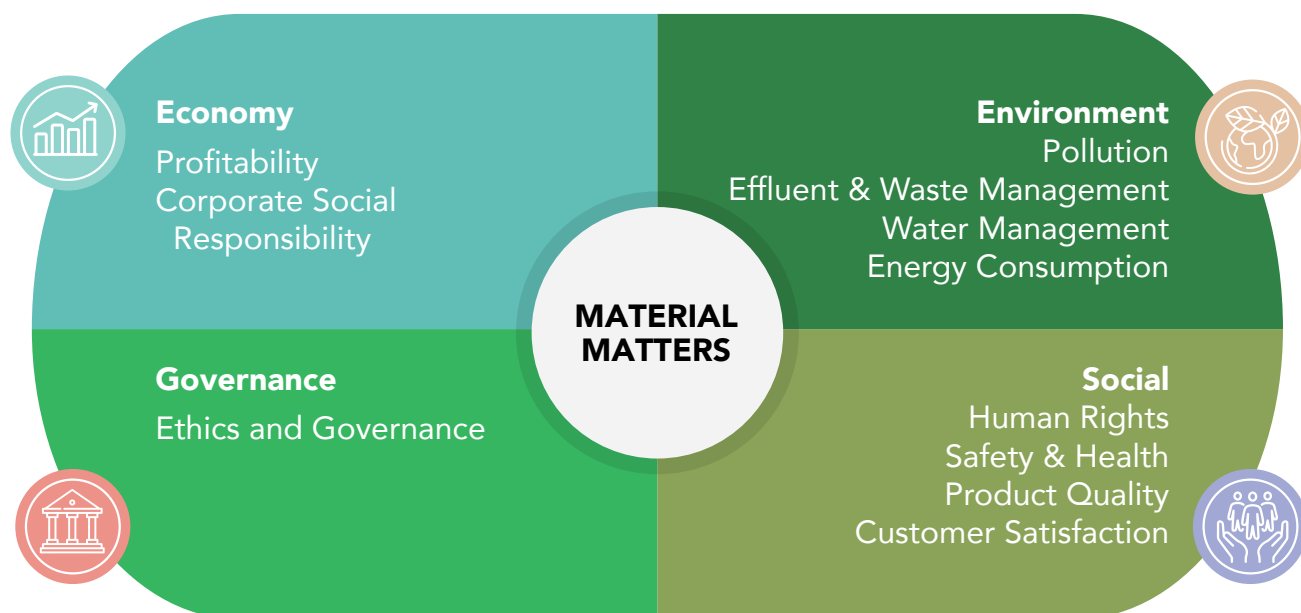 Economy
Profitability
Corporate Social
Responsibility
Environment
Pollution
Effluent & Waste Management
Water Management
Energy Consumption
MATERIAL
MATTERS
Governance
Ethics and Governance
Social
Human Rights
Safety & Health
Product Quality
Customer Satisfaction